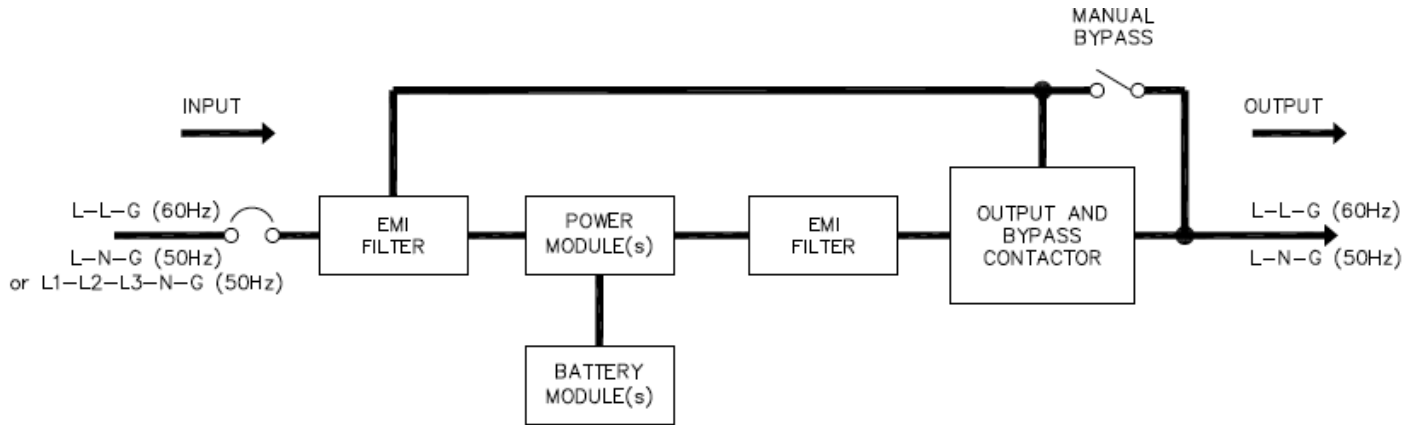 MANUAL
BYPASS
INPUT
OUTPUT
L-L-G (60Hz)
L-N-G (50Hz)
or L1-L2-L3-N-G (50Hz)
EMI
FILTER
POWER
MODULE(s)
EMI
FILTER
OUTPUT AND
BYPASS
CONTACTOR
L-L-G (60Hz)
L-N-G (50Hz)
BATTERY
MODULE(s)